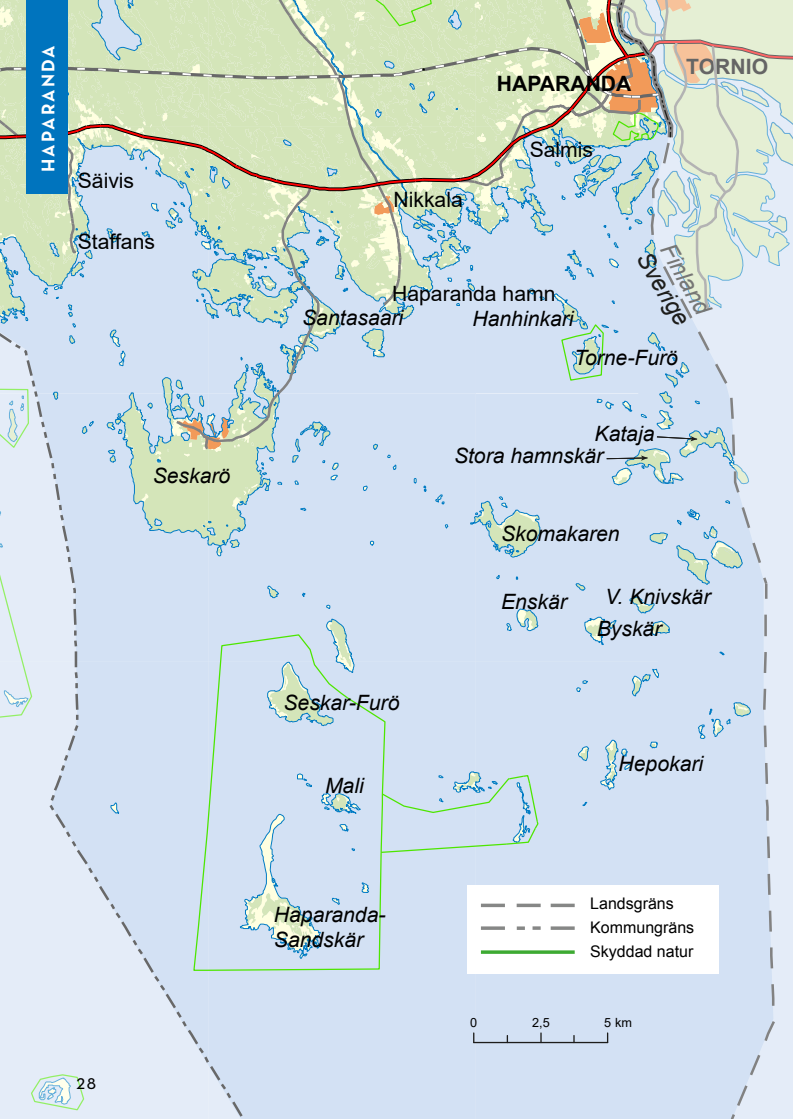 HAPARANDA
TORNIO
HAPARANDA
Salmis
Säivis
Nikkala
Staffans
Finland
Sverige
Haparanda hamn
Santasaari
Hanhinkari
Torne-Furö
Kataja
Stora hamnskär
Seskarö
Skomakaren
Enskär
V. Knivskär
Byskär
Seskar-Furö
Hepokari
Mali
Haparanda-
Sandskär
Landsgräns
Kommungräns
Skyddad natur
0 2,5 5 km
28